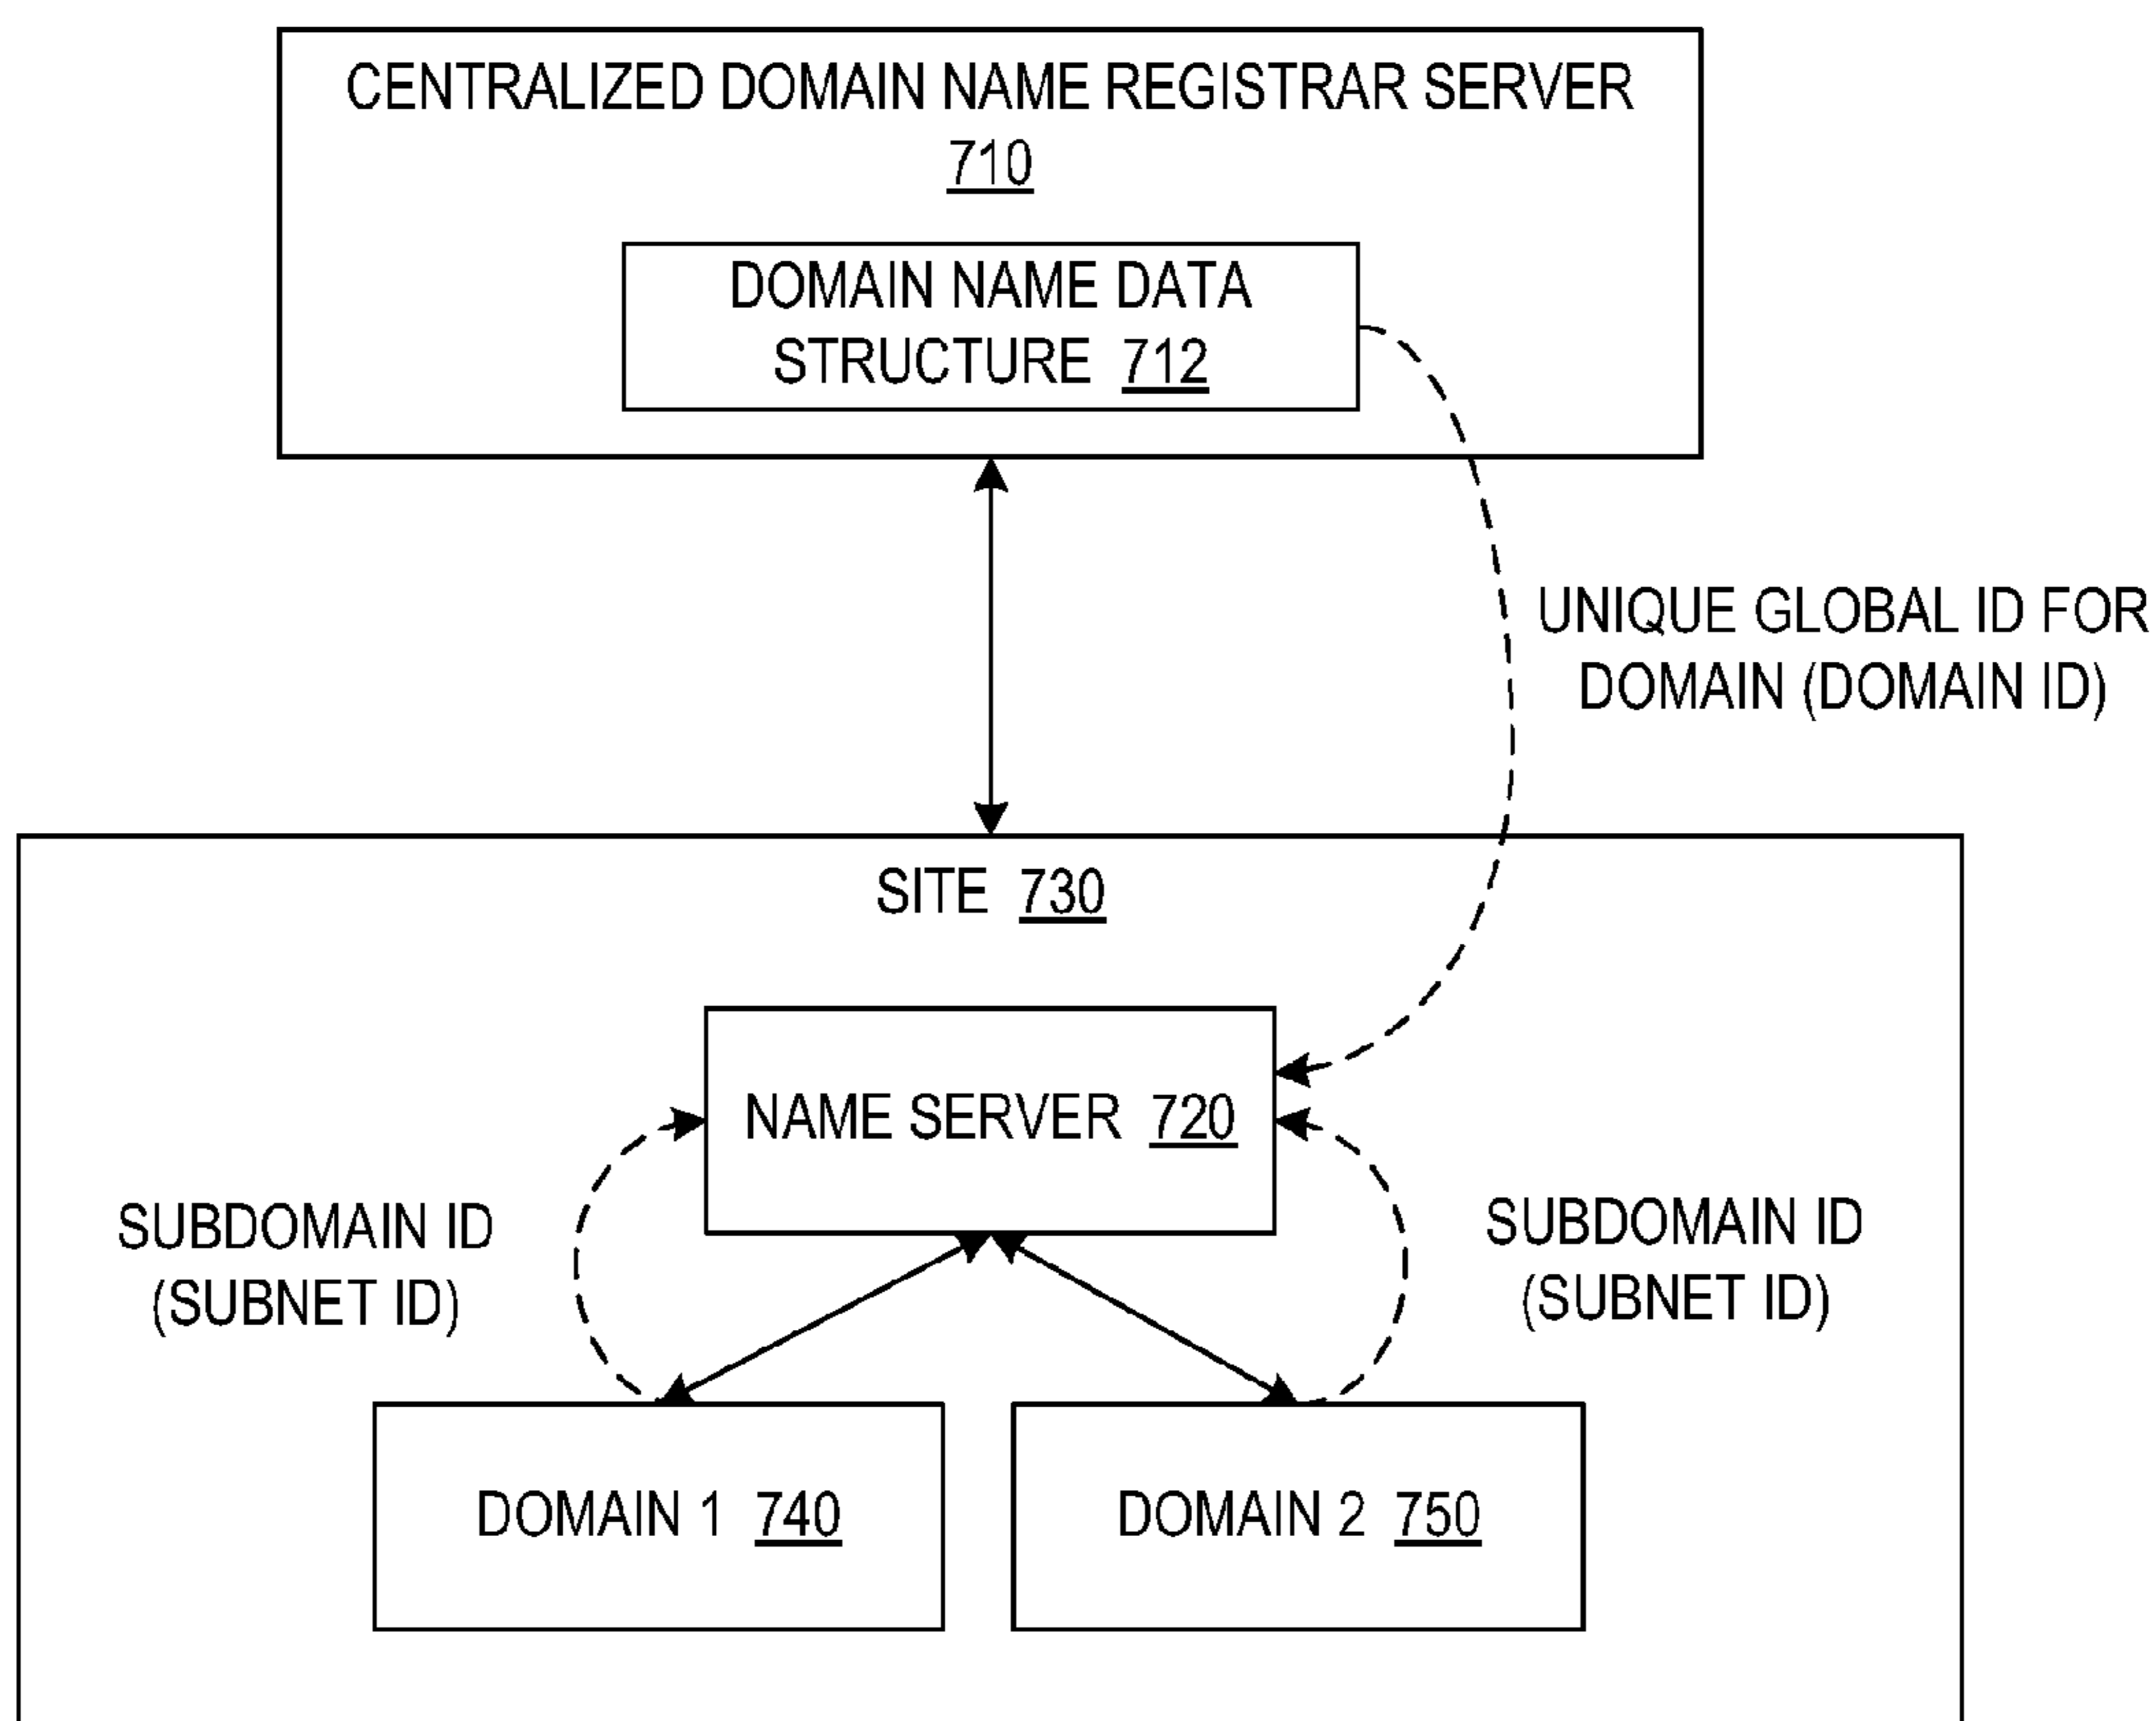 CENTRALIZED DOMAIN NAME REGISTRAR SERVER
710
DOMAIN NAME DATA
STRUCTURE 712
UNIQUE GLOBAL ID FOR
DOMAIN (DOMAIN ID)
SITE 730
NAME SERVER 720
SUBDOMAIN ID
(SUBNET ID)
SUBDOMAIN ID
(SUBNET ID)
DOMAIN 1 740
DOMAIN 2 750